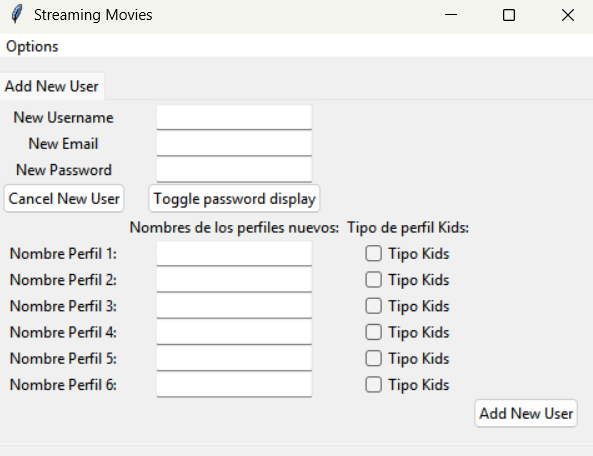 Streaming Movies
Options
Add New User
New Username
New Email
New Password
Cancel New User Toggle password display
Nombres de los perfiles nuevos: Tipo de perfil Kids:
Nombre Perfil 1: Tipo Kids
Nombre Perfil 2: Tipo Kids
Nombre Perfil 3: Tipo Kids
Nombre Perfil 4: Tipo Kids
Nombre Perfil 5: Tipo Kids
Nombre Perfil 6: Tipo Kids
Add New User